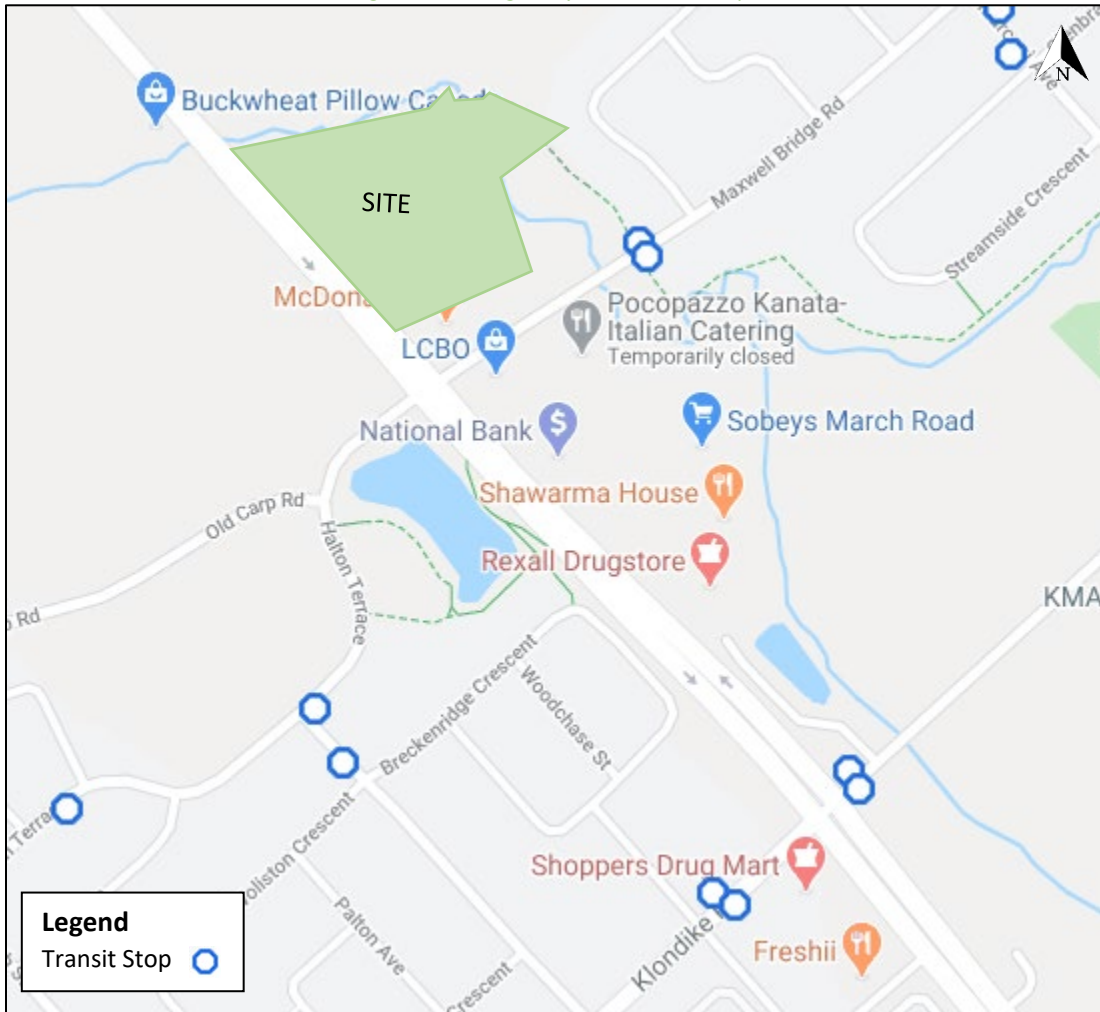 N
Buckwheat Pillow
Maxwell Bridge Rd
SITE
Streamside Crescent
Pocopazzo Kanata-
Italian Catering
Temporarily closed
LCBO
National Bank
Sobeys March Road
Shawarma House
Old Carp Rd
Halton Terrace
Rexall Drugstore
KMA
Rd
Breckenridge Crescent
Woodchase St
Shoppers Drug Mart
Klondike
Palton Ave
Crescent
Crescent
Freshii
Legend
Transit Stop